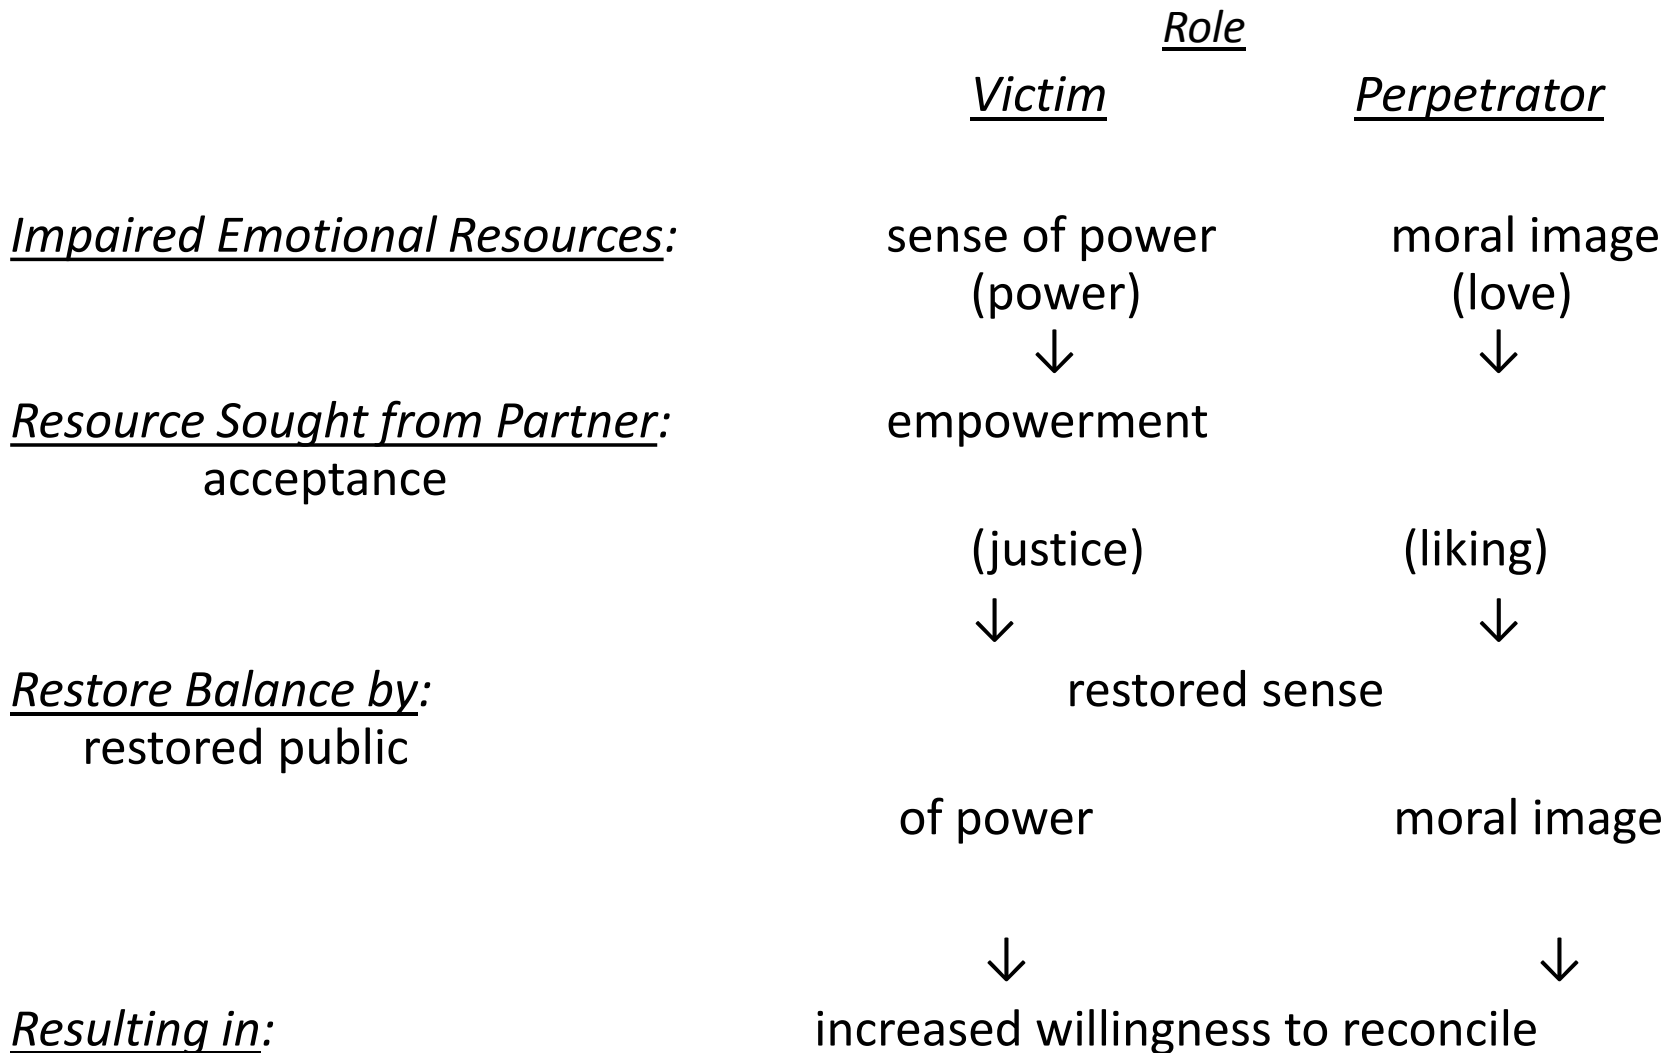 Role
Victim Perpetrator
Impaired Emotional Resources: sense of power moral image
(power) (love)
↓ ↓
Resource Sought from Partner: empowerment
acceptance
(justice) (liking)
↓ ↓
Restore Balance by: restored sense
restored public
of power moral image
↓ ↓
Resulting in: increased willingness to reconcile